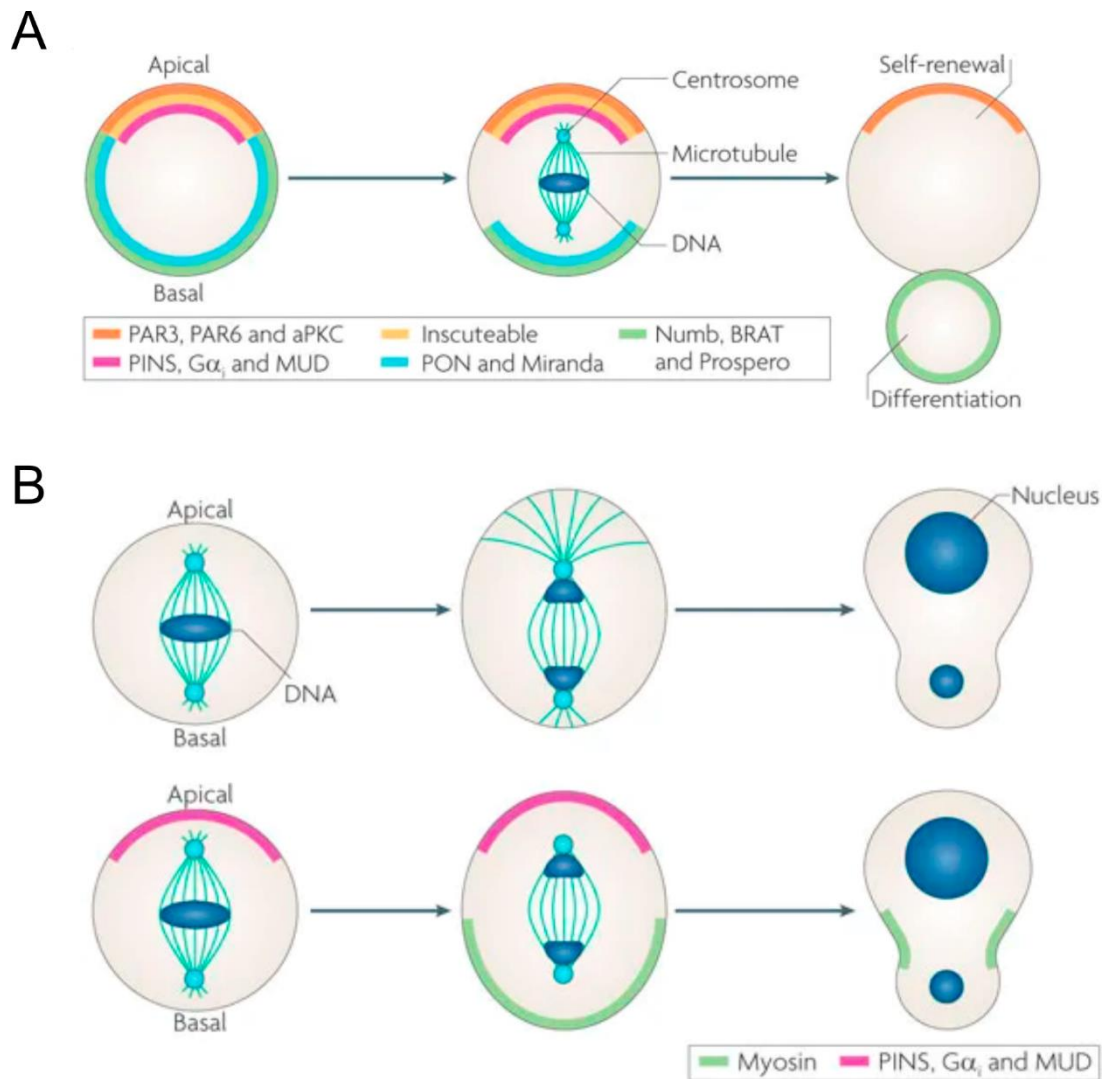 A
Apical
Self-renewal
Centrosome
Microtubule
DNA
Basal
PAR3, PAR6 and aPKC
Inscuteable
Numb, BRAT
and Prospero
PINS, Gαi and MUD
PON and Miranda
Differentiation
B
Apical
Nucleus
DNA
Basal
Apical
Basal
Myosin
PINS, Gαi and MUD